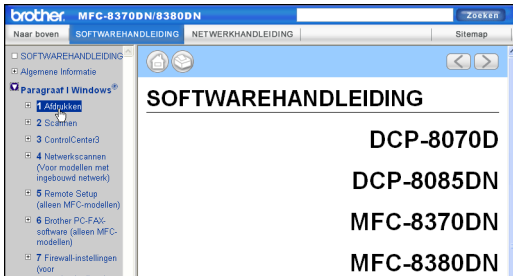 brother. MFC-8370DN/8380DN
Zoeken
Naar boven SOFTWAREHANDLEIDING NETWERKHANDLEIDING Sitemap
SOFTWAREHANDLEIDING
Algemene Informatie
Paragraaf I Windows®
1 Afdrukken
2 Scannen
3 ControlCenter3
4 Netwerkscannen
(Voor modellen met
ingebouwd netwerk)
5 Remote Setup
(alleen MFC-modellen)
6 Brother PC-FAX-
software (alleen MFC-
modellen)
7 Firewall-instellingen
(voor
SOFTWAREHANDLEIDING
DCP-8070D
DCP-8085DN
MFC-8370DN
MFC-8380DN